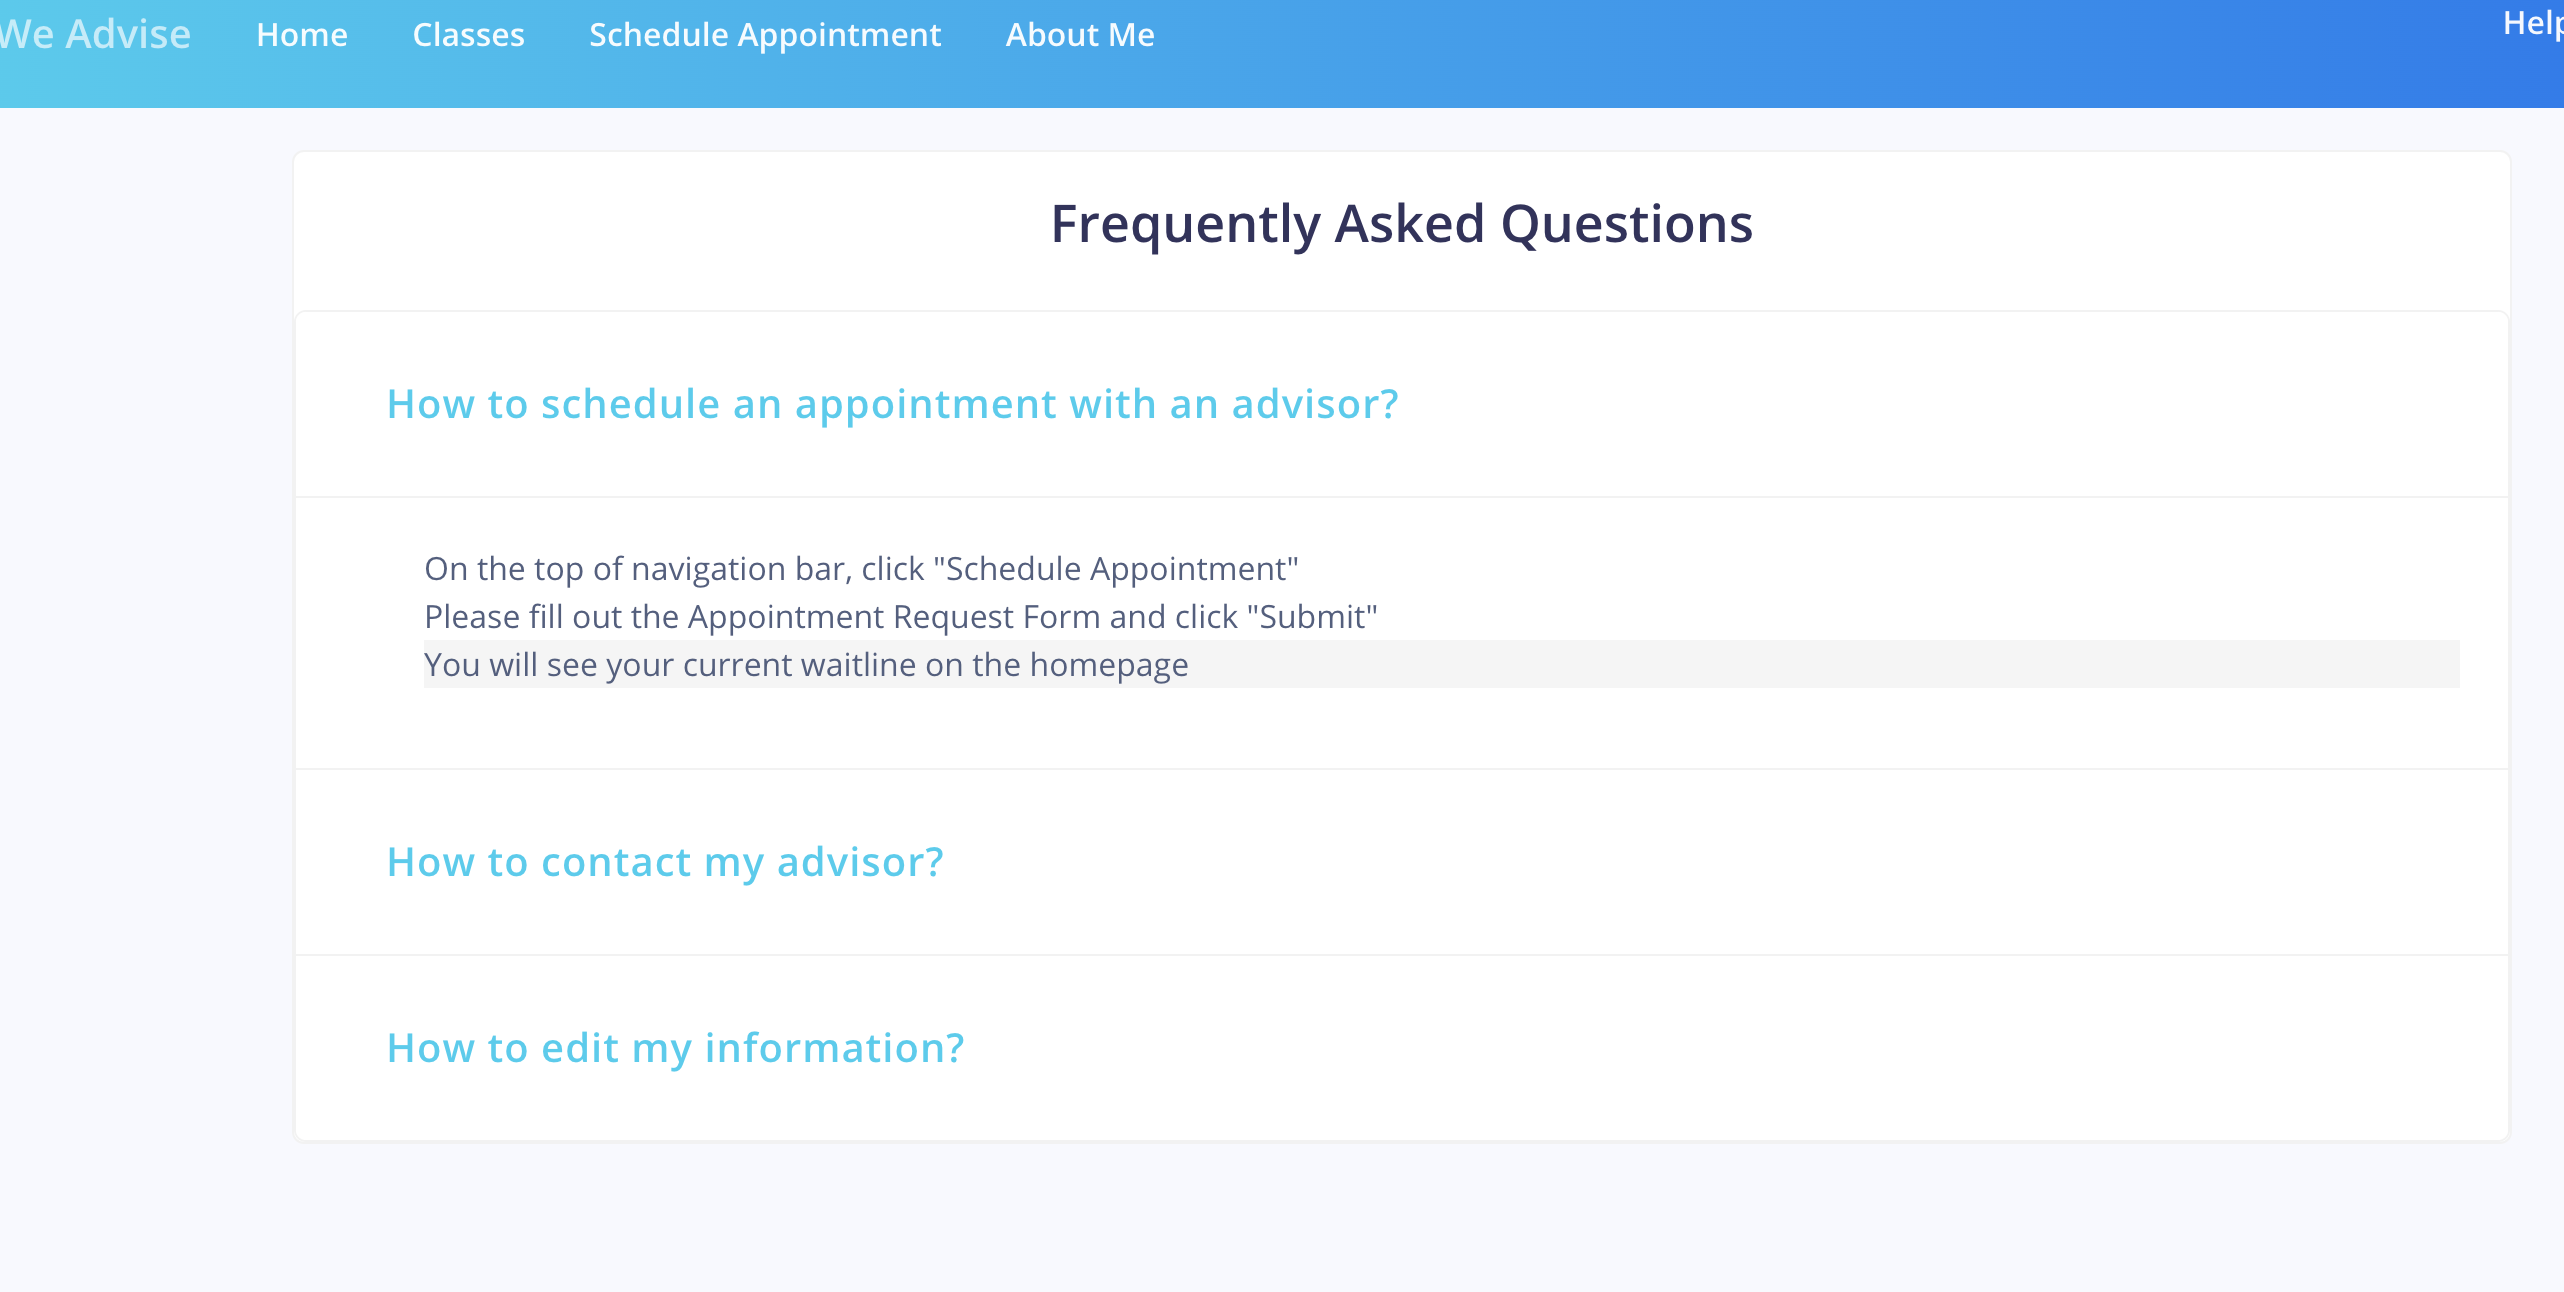 We Advise
Home
Classes
Schedule Appointment
About Me
Help
Frequently Asked Questions
How to schedule an appointment with an advisor?
On the top of navigation bar, click "Schedule Appointment"
Please fill out the Appointment Request Form and click "Submit"
You will see your current waitline on the homepage
How to contact my advisor?
How to edit my information?